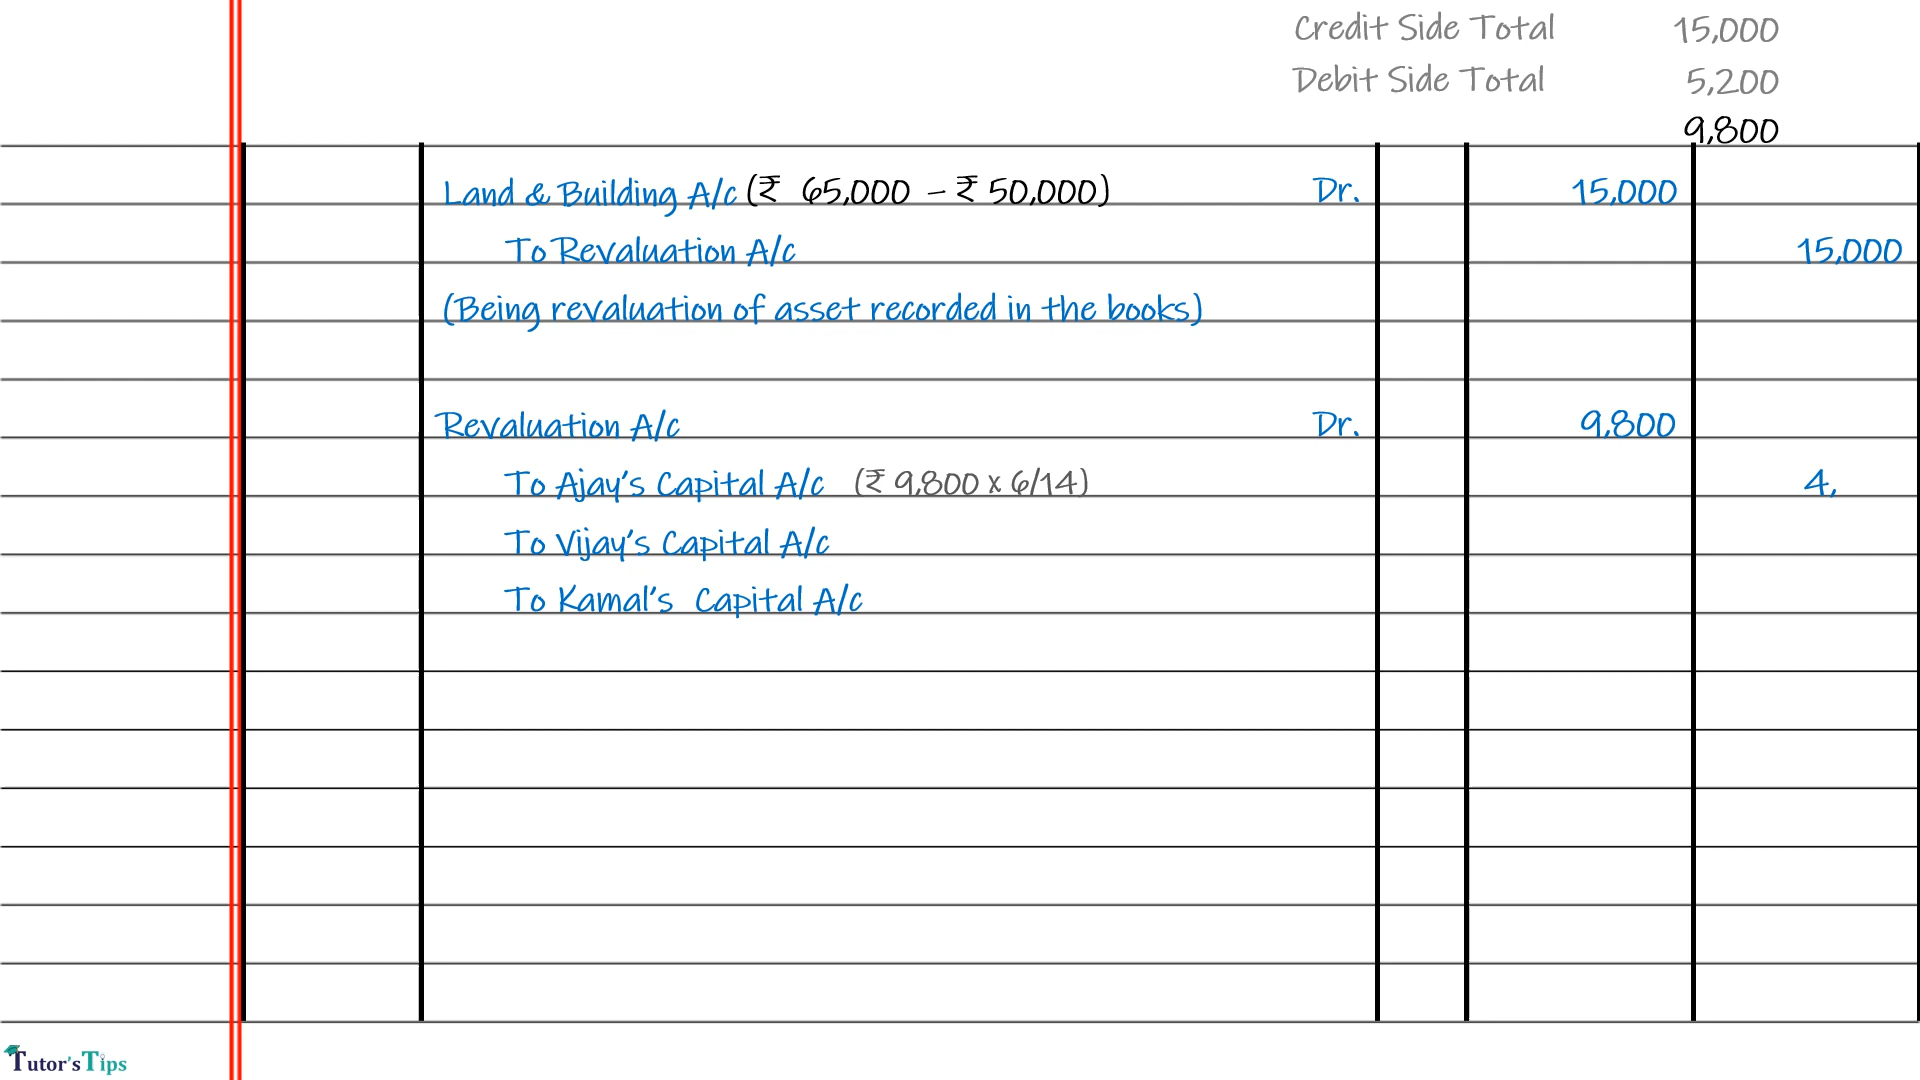 Credit Side Total 15,000
Debit Side Total 5,200
9,800
Land & Building A/c (₹ 65,000 - ₹ 50,000) Dr. 15,000
To Revaluation A/c 15,000
(Being revaluation of asset recorded in the books)
Revaluation A/c Dr. 9,800
To Ajay's Capital A/c (₹ 9,800 x 6/14) 4,
To Vijay's Capital A/c
To Kamal's Capital A/c
Tutor'sTips